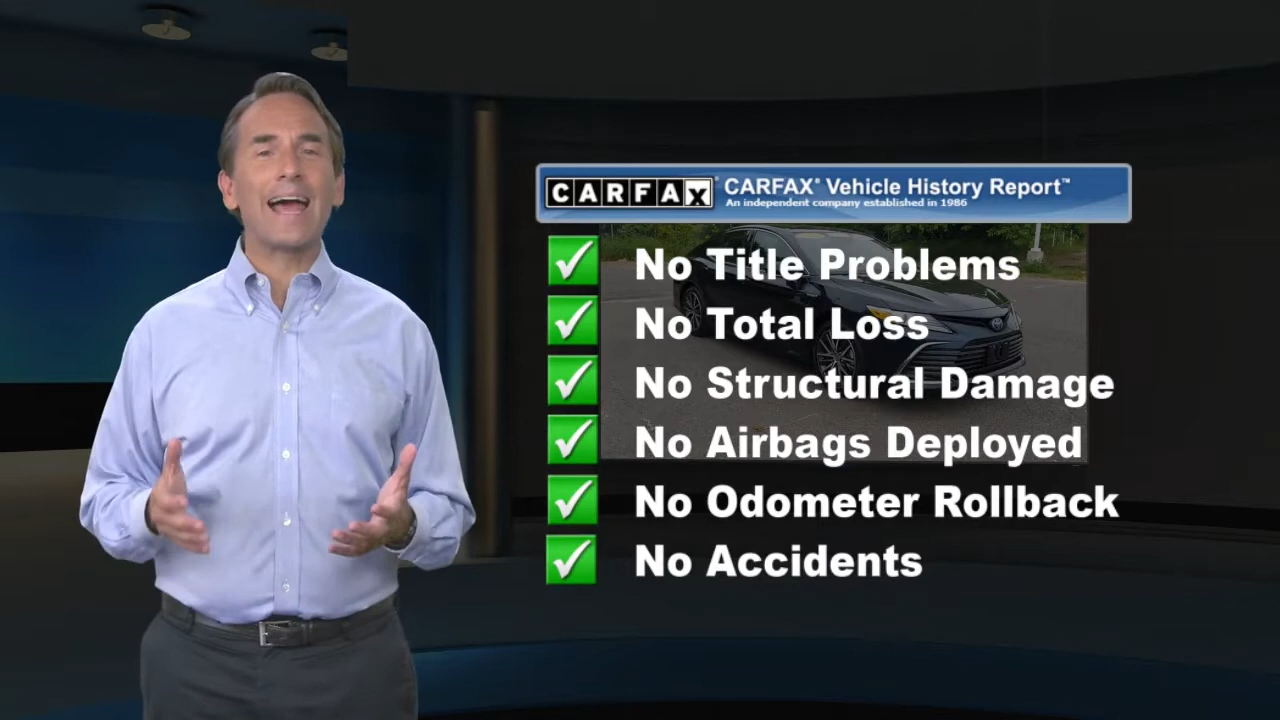 CARFAX
CARFAX® Vehicle History Report™
An independent company established in 1986
No Title Problems
No Total Loss
No Structural Damage
No Airbags Deployed
No Odometer Rollback
No Accidents